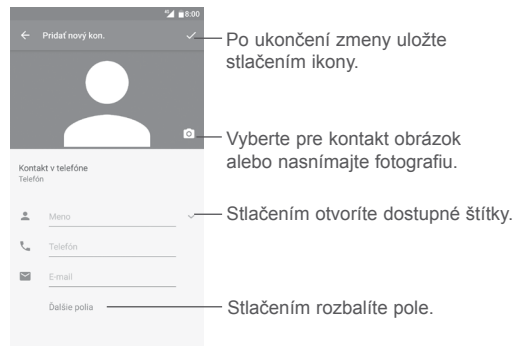 4G 8:00
Pridať nový kon.
Po ukončení zmeny uložte
stlačením ikony.
Vyberte pre kontakt obrázok
alebo nasnímajte fotografiu.
Kontakt v telefóne
Telefón
Meno
Stlačením otvoríte dostupné štítky.
Telefón
E-mail
Ďalšie polia
Stlačením rozbalíte pole.